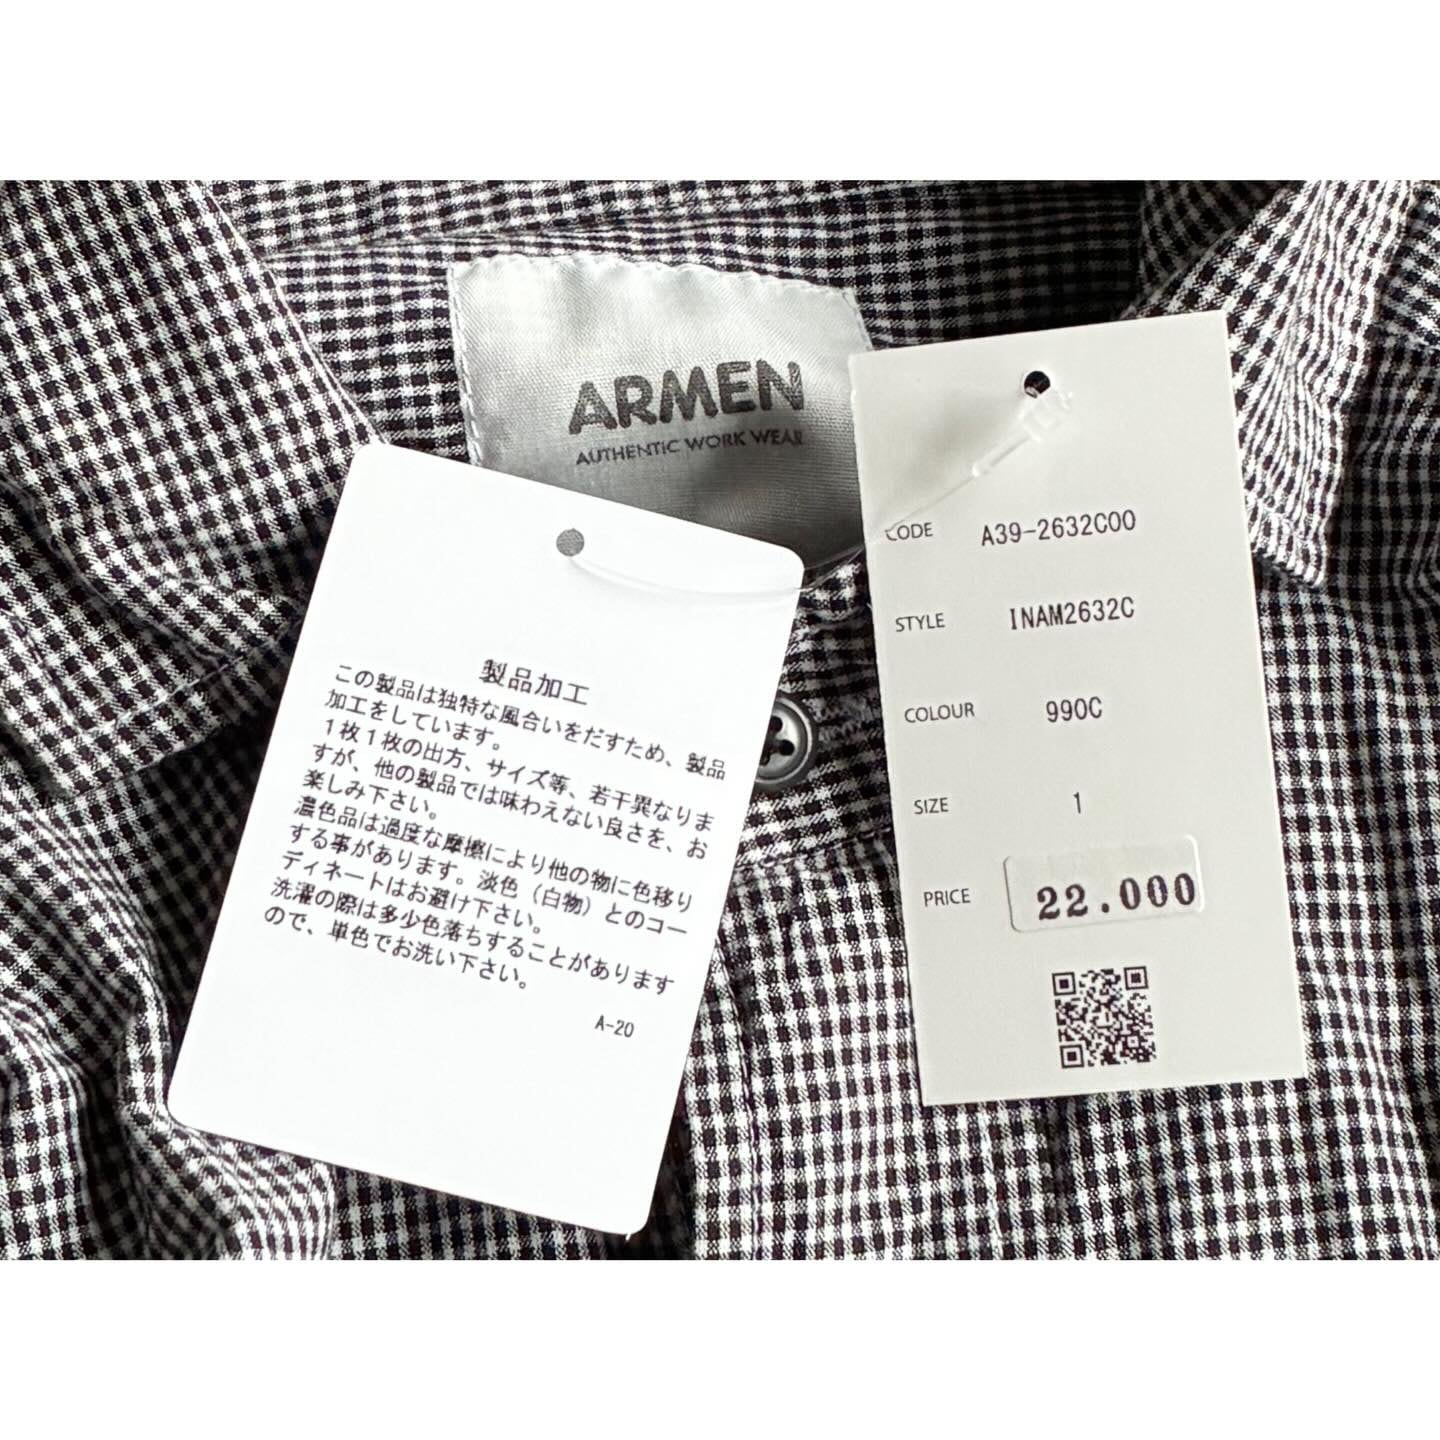 ARMEN
AUTHENTIC WORK WEAR
製品加工
この製品は独特な風合いをだすため、製品
加工をしています。
１枚１枚の出方、サイズ等、若干異なりま
すが、他の製品では味わえない良さを、お
楽しみ下さい。
濃色品は過度な摩擦により他の物に色移り
する事があります。淡色（白物）とのコー
ディネートはお避け下さい。
洗濯の際は多少色落ちすることがあります
ので、単色でお洗い下さい。
A-20
CODE A39-2632C00
STYLE INAM2632C
COLOUR 990C
SIZE 1
PRICE 22.000